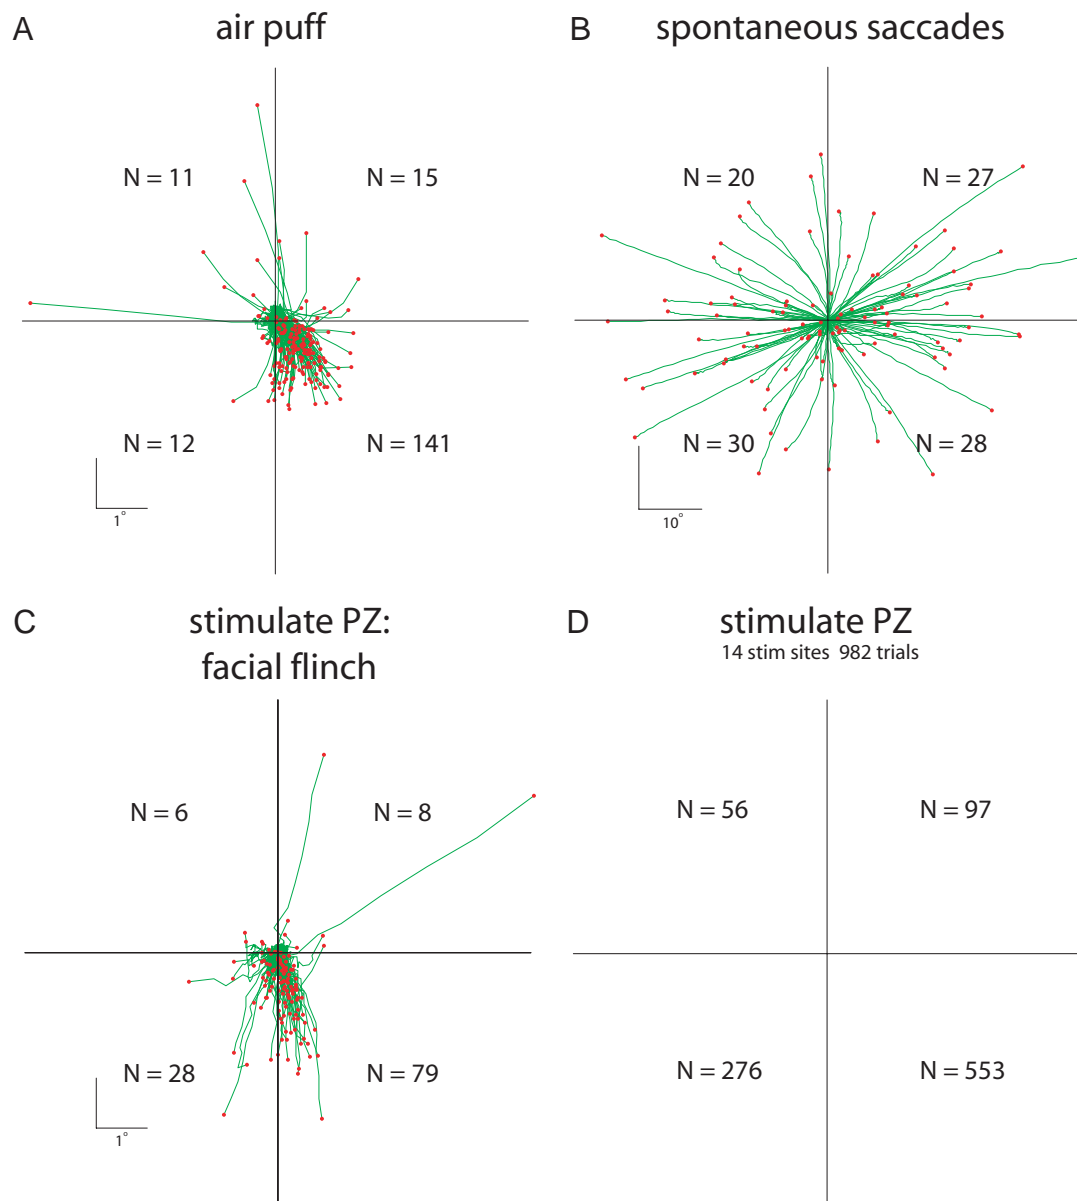 A
air puff
N = 11
N = 15
N = 12
N = 141
1°
B
spontaneous saccades
N = 20
N = 27
N = 30
N = 28
10°
C
stimulate PZ:
facial flinch
N = 6
N = 8
N = 28
N = 79
1°
D
stimulate PZ
14 stim sites 982 trials
N = 56
N = 97
N = 276
N = 553